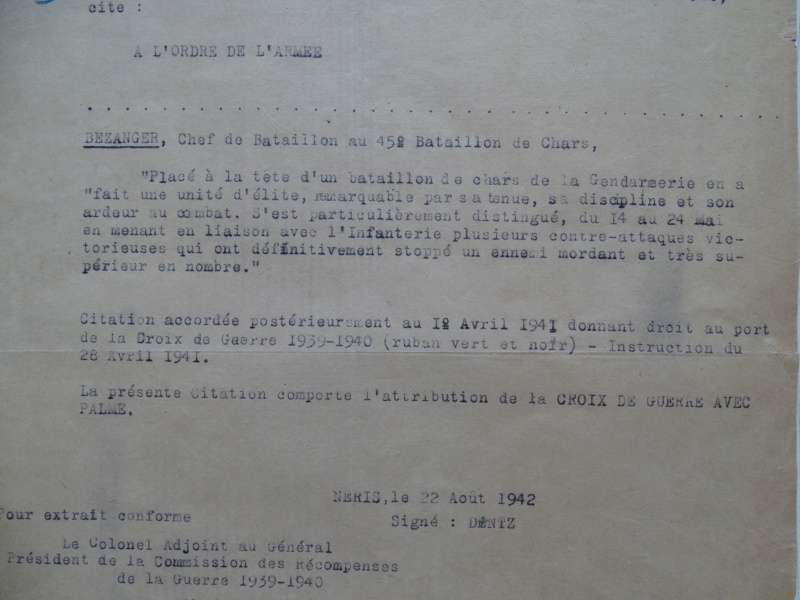 cite :
A L'ORDRE DE L'ARMEE
. . . . . . . . . . . . . . . . . . . . . . . . . . . . . . . . . . . . . . .
BEZANGER, Chef de Bataillon au 45º Bataillon de Chars,
"Placé à la tête d'un bataillon de chars de la Gendarmerie en a
"fait une unité d'élite, remarquable par sa tenue, sa discipline et son
ardeur au combat. S'est particulièrement distingué, du 14 au 24 Mai
en menant en liaison avec l'Infanterie plusieurs contre-attaques vic-
torieuses qui ont définitivement stoppé un ennemi mordant et très su-
périeur en nombre."
Citation accordée postérieurement au 1º Avril 1941 donnant droit au port
de la Croix de Guerre 1939-1940 (ruban vert et noir) - Instruction du
28 Avril 1941.
La présente Citation comporte l'attribution de la CROIX DE GUERRE AVEC
PALME.
NERIS, le 22 Août 1942
Pour extrait conforme
Signé : DENTZ
Le Colonel Adjoint au Général
Président de la Commission des Récompenses
de la Guerre 1939-1940